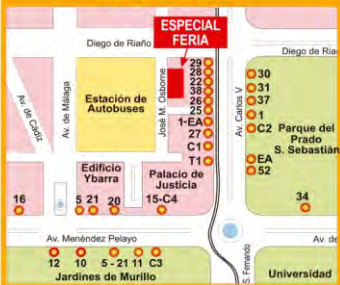 ESPECIAL
FERIA
Diego de Riaño
Diego de Ria
29
28
22
38
26
25
1-EA
27
C1
T1
30
31
37
1
C2
EA
52
Av. de Cádiz
Av. de Málaga
Estación de
Autobuses
José M. Osborne
Av. Carlos V
Parque del
Prado
S. Sebastián
Edificio
Ybarra
Palacio de
Justicia
16
5
21
20
15-C4
34
Av. Menéndez Pelayo
Av. de
12
10
5 - 21
11
C3
Jardines de Murillo
S. Fernando
Universidad